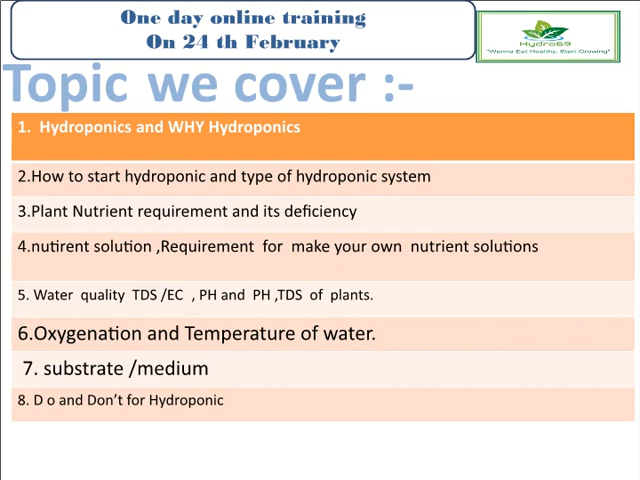 One day online training
On 24 th February
Hydro69
"Wanna Eat Healthy, Start Growing"
Topic we cover :-
1. Hydroponics and WHY Hydroponics
2.How to start hydroponic and type of hydroponic system
3.Plant Nutrient requirement and its deficiency
4.nutirent solution ,Requirement for make your own nutrient solutions
5. Water quality TDS /EC , PH and PH ,TDS of plants.
6.Oxygenation and Temperature of water.
7. substrate /medium
8. D o and Don't for Hydroponic